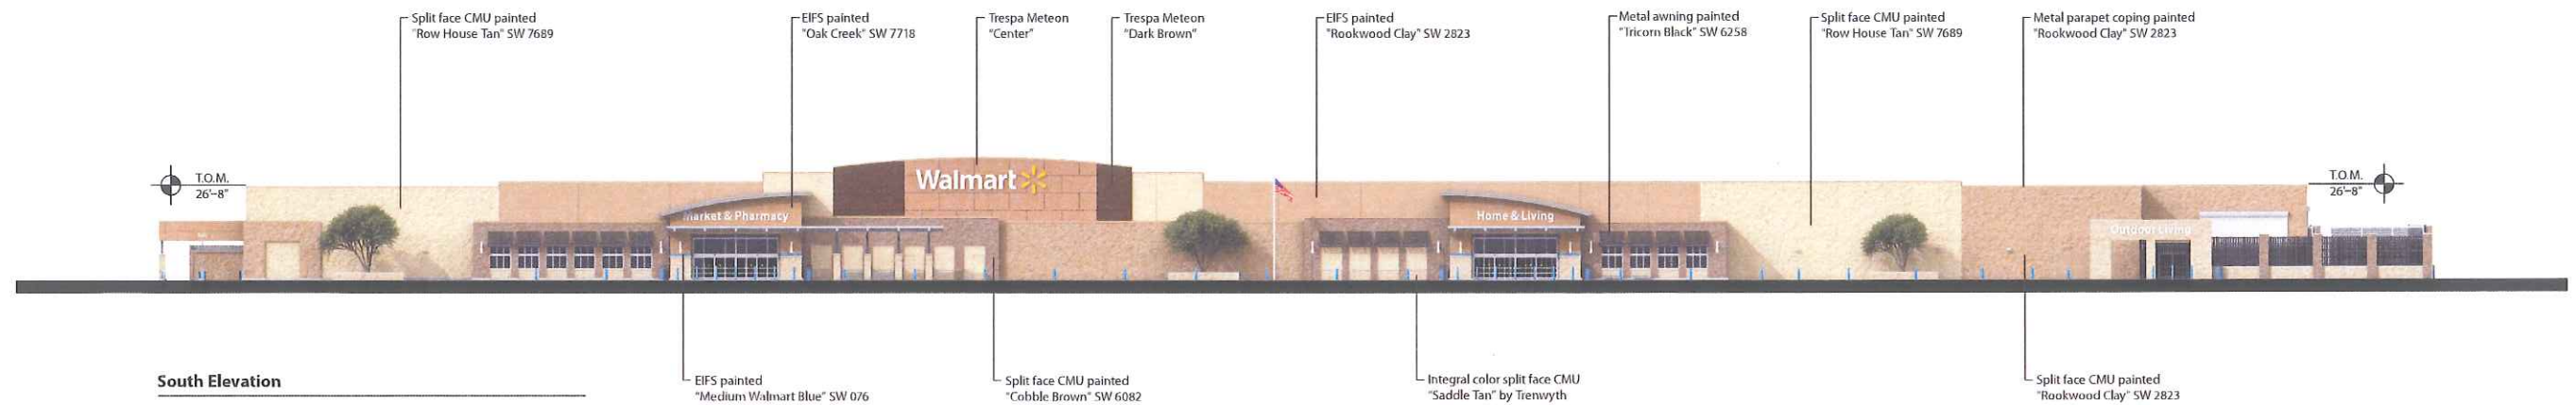 Split face CMU painted
"Row House Tan" SW 7689
EIFS painted
"Oak Creek" SW 7718
Trespa Meteon
"Center"
Trespa Meteon
"Dark Brown"
EIFS painted
"Rookwood Clay" SW 2823
Metal awning painted
"Tricorn Black" SW 6258
Split face CMU painted
"Row House Tan" SW 7689
Metal parapet coping painted
"Rookwood Clay" SW 2823
T.O.M.
26'-8"
Walmart
Market & Pharmacy
Home & Living
Outdoor Living
T.O.M.
26'-8"
South Elevation
EIFS painted
"Medium Walmart Blue" SW 076
Split face CMU painted
"Cobble Brown" SW 6082
Integral color split face CMU
"Saddle Tan" by Trenwyth
Split face CMU painted
"Rookwood Clay" SW 2823